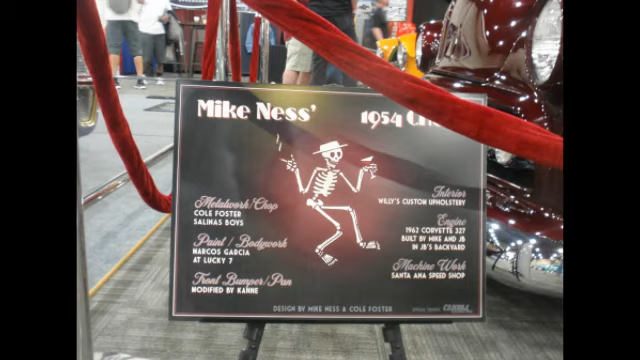 Mike Ness'
1954
Metalwork/Chop
COLE FOSTER
SALINAS BOYS
Paint / Bodywork
MARCOS GARCIA
AT LUCKY 7
Front Bumper/Pan
MODIFIED BY KANNE
Interior
WILLY'S CUSTOM UPHOLSTERY
Engine
1962 CORVETTE 327
BUILT BY MIKE AND JB
IN JB'S BACKYARD
Machine Work
SANTA ANA SPEED SHOP
DESIGN BY MIKE NESS & COLE FOSTER